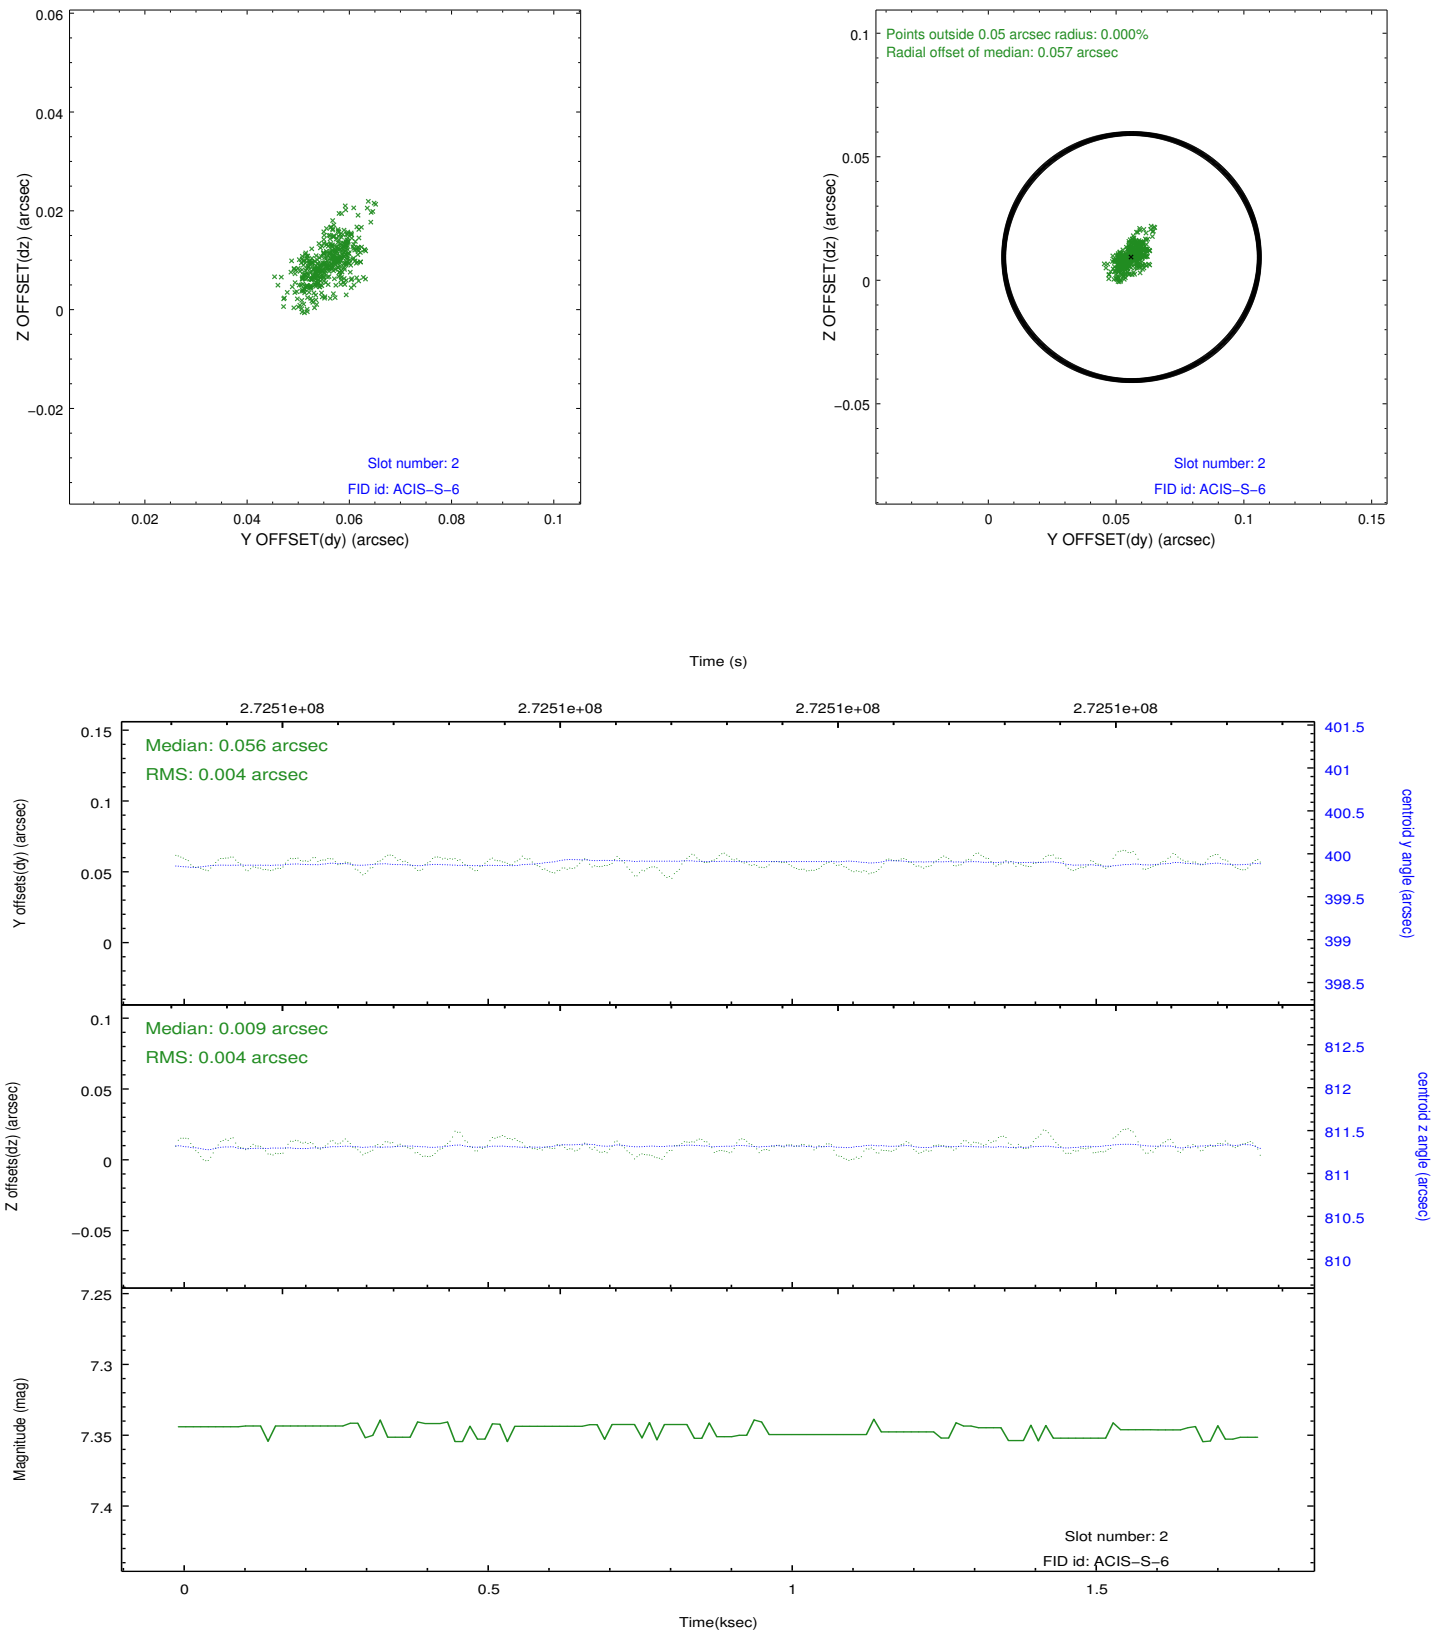 0.06
0.04
0.02
0
−0.02
Z OFFSET(dz) (arcsec)
Slot number: 2
FID id: ACIS−S−6
0.02 0.04 0.06 0.08 0.1
Y OFFSET(dy) (arcsec)
Points outside 0.05 arcsec radius: 0.000%
Radial offset of median: 0.057 arcsec
0.1
0.05
0
−0.05
Z OFFSET(dz) (arcsec)
Slot number: 2
FID id: ACIS−S−6
0 0.05 0.1 0.15
Y OFFSET(dy) (arcsec)
Time (s)
2.7251e+08 2.7251e+08 2.7251e+08 2.7251e+08
Median: 0.056 arcsec
RMS: 0.004 arcsec
0.15
0.1
0.05
0
Y offsets(dy) (arcsec)
401.5
401
400.5
400
399.5
399
398.5
centroid y angle (arcsec)
Median: 0.009 arcsec
RMS: 0.004 arcsec
0.1
0.05
0
−0.05
Z offsets(dz) (arcsec)
812.5
812
811.5
811
810.5
810
centroid z angle (arcsec)
7.25
7.3
7.35
7.4
Magnitude (mag)
Slot number: 2
FID id: ACIS−S−6
0 0.5 1 1.5
Time(ksec)